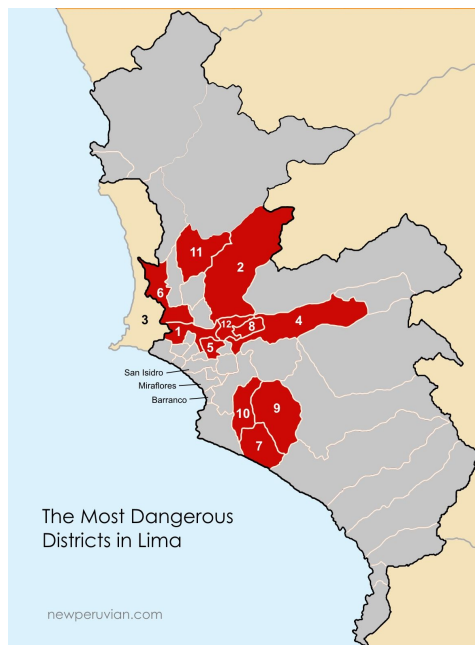 11
2
6
3
4
1
12
8
5
San Isidro
Miraflores
Barranco
9
10
7
The Most Dangerous
Districts in Lima
newperuvian.com